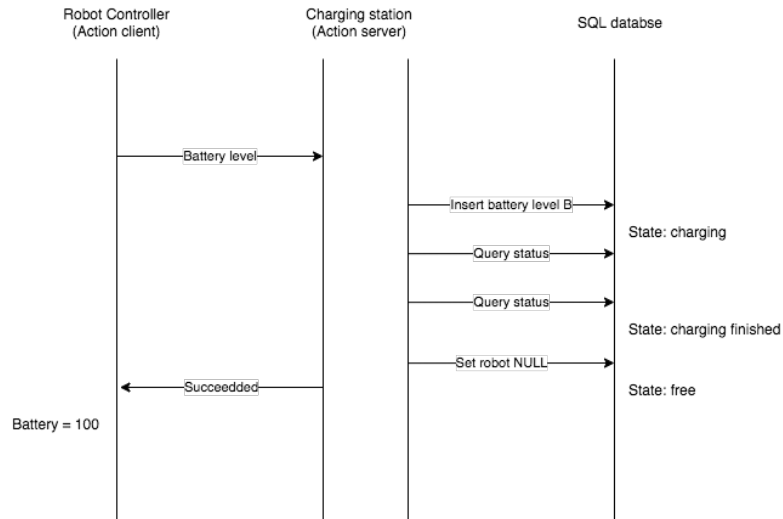 Robot Controller
(Action client)
Charging station
(Action server)
SQL databse
Battery level
Insert battery level B
State: charging
Query status
Query status
State: charging finished
Set robot NULL
Succeedded
State: free
Battery = 100